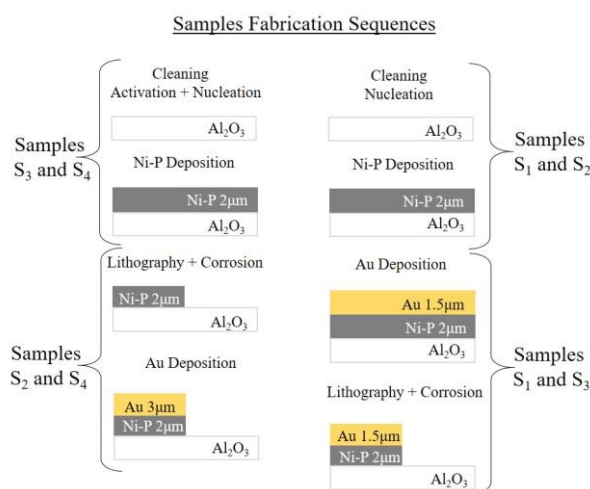 Samples Fabrication Sequences
Cleaning
Activation + Nucleation
Al₂O₃
Samples
S₃ and S₄
Ni-P Deposition
Ni-P 2μm
Al₂O₃
Lithography + Corrosion
Ni-P 2μm
Al₂O₃
Samples
S₂ and S₄
Au Deposition
Au 3μm
Ni-P 2μm
Al₂O₃
Cleaning
Nucleation
Al₂O₃
Samples
S₁ and S₂
Ni-P Deposition
Ni-P 2μm
Al₂O₃
Au Deposition
Au 1.5μm
Ni-P 2μm
Al₂O₃
Samples
S₁ and S₃
Lithography + Corrosion
Au 1.5μm
Ni-P 2μm
Al₂O₃